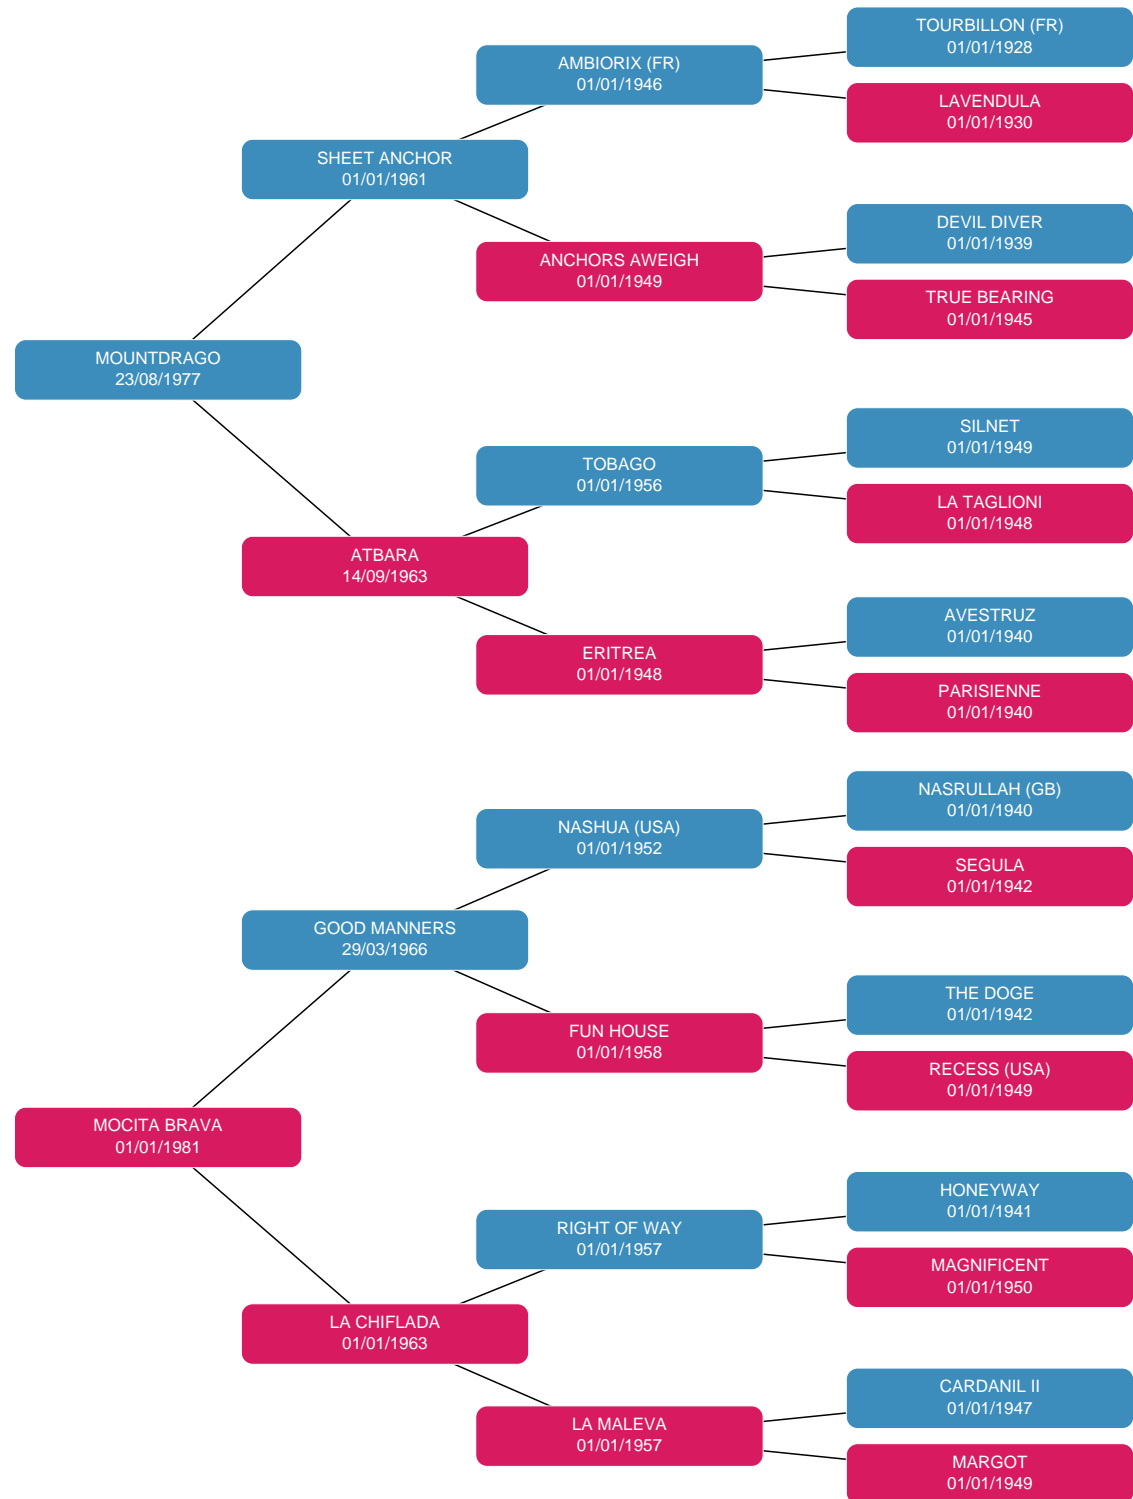 TOURBILLON (FR)
01/01/1928
AMBIORIX (FR)
01/01/1946
LAVENDULA
01/01/1930
SHEET ANCHOR
01/01/1961
DEVIL DIVER
01/01/1939
ANCHORS AWEIGH
01/01/1949
TRUE BEARING
01/01/1945
MOUNTDRAGO
23/08/1977
SILNET
01/01/1949
TOBAGO
01/01/1956
LA TAGLIONI
01/01/1948
ATBARA
14/09/1963
AVESTRUZ
01/01/1940
ERITREA
01/01/1948
PARISIENNE
01/01/1940
NASRULLAH (GB)
01/01/1940
NASHUA (USA)
01/01/1952
SEGULA
01/01/1942
GOOD MANNERS
29/03/1966
THE DOGE
01/01/1942
FUN HOUSE
01/01/1958
RECESS (USA)
01/01/1949
MOCITA BRAVA
01/01/1981
HONEYWAY
01/01/1941
RIGHT OF WAY
01/01/1957
MAGNIFICENT
01/01/1950
LA CHIFLADA
01/01/1963
CARDANIL II
01/01/1947
LA MALEVA
01/01/1957
MARGOT
01/01/1949